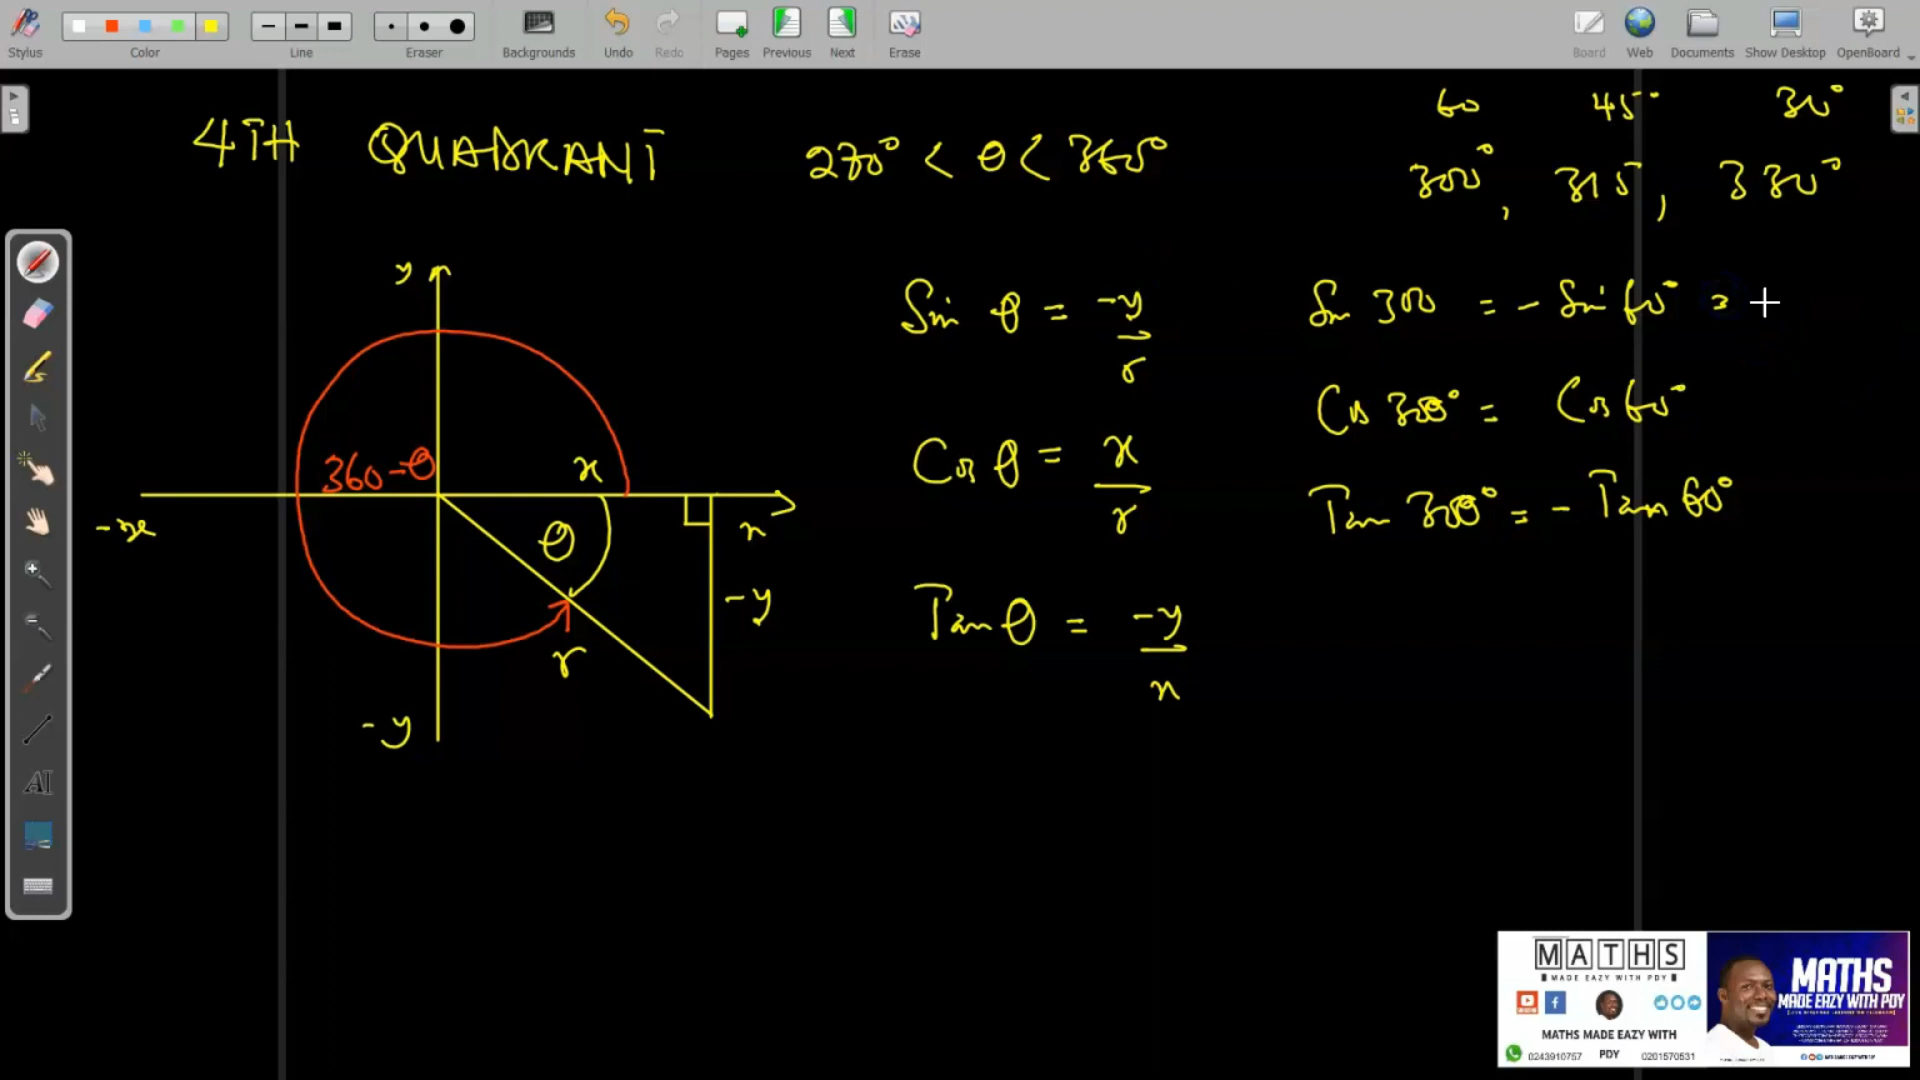 Stylus Color Line Eraser Backgrounds Undo Redo Pages Previous Next Erase Board Web Documents Show Desktop OpenBoard
60 45° 30°
4TH QUADRANT 270° < θ < 360° 300°, 315, 330°
y
Sin θ = -y/r
Sin 300 = - Sin 60° =
Cos 300° = Cos 60°
360-θ x
Cos θ = x/r
-x θ x
Tan 300° = - Tan 60°
-y
Tan θ = -y/x
r
-y
AI
MATHS
MADE EAZY WITH PDY
MATHS MADE EAZY WITH
PDY
0243910757 0201570531
MATHS
MADE EAZY WITH PDY